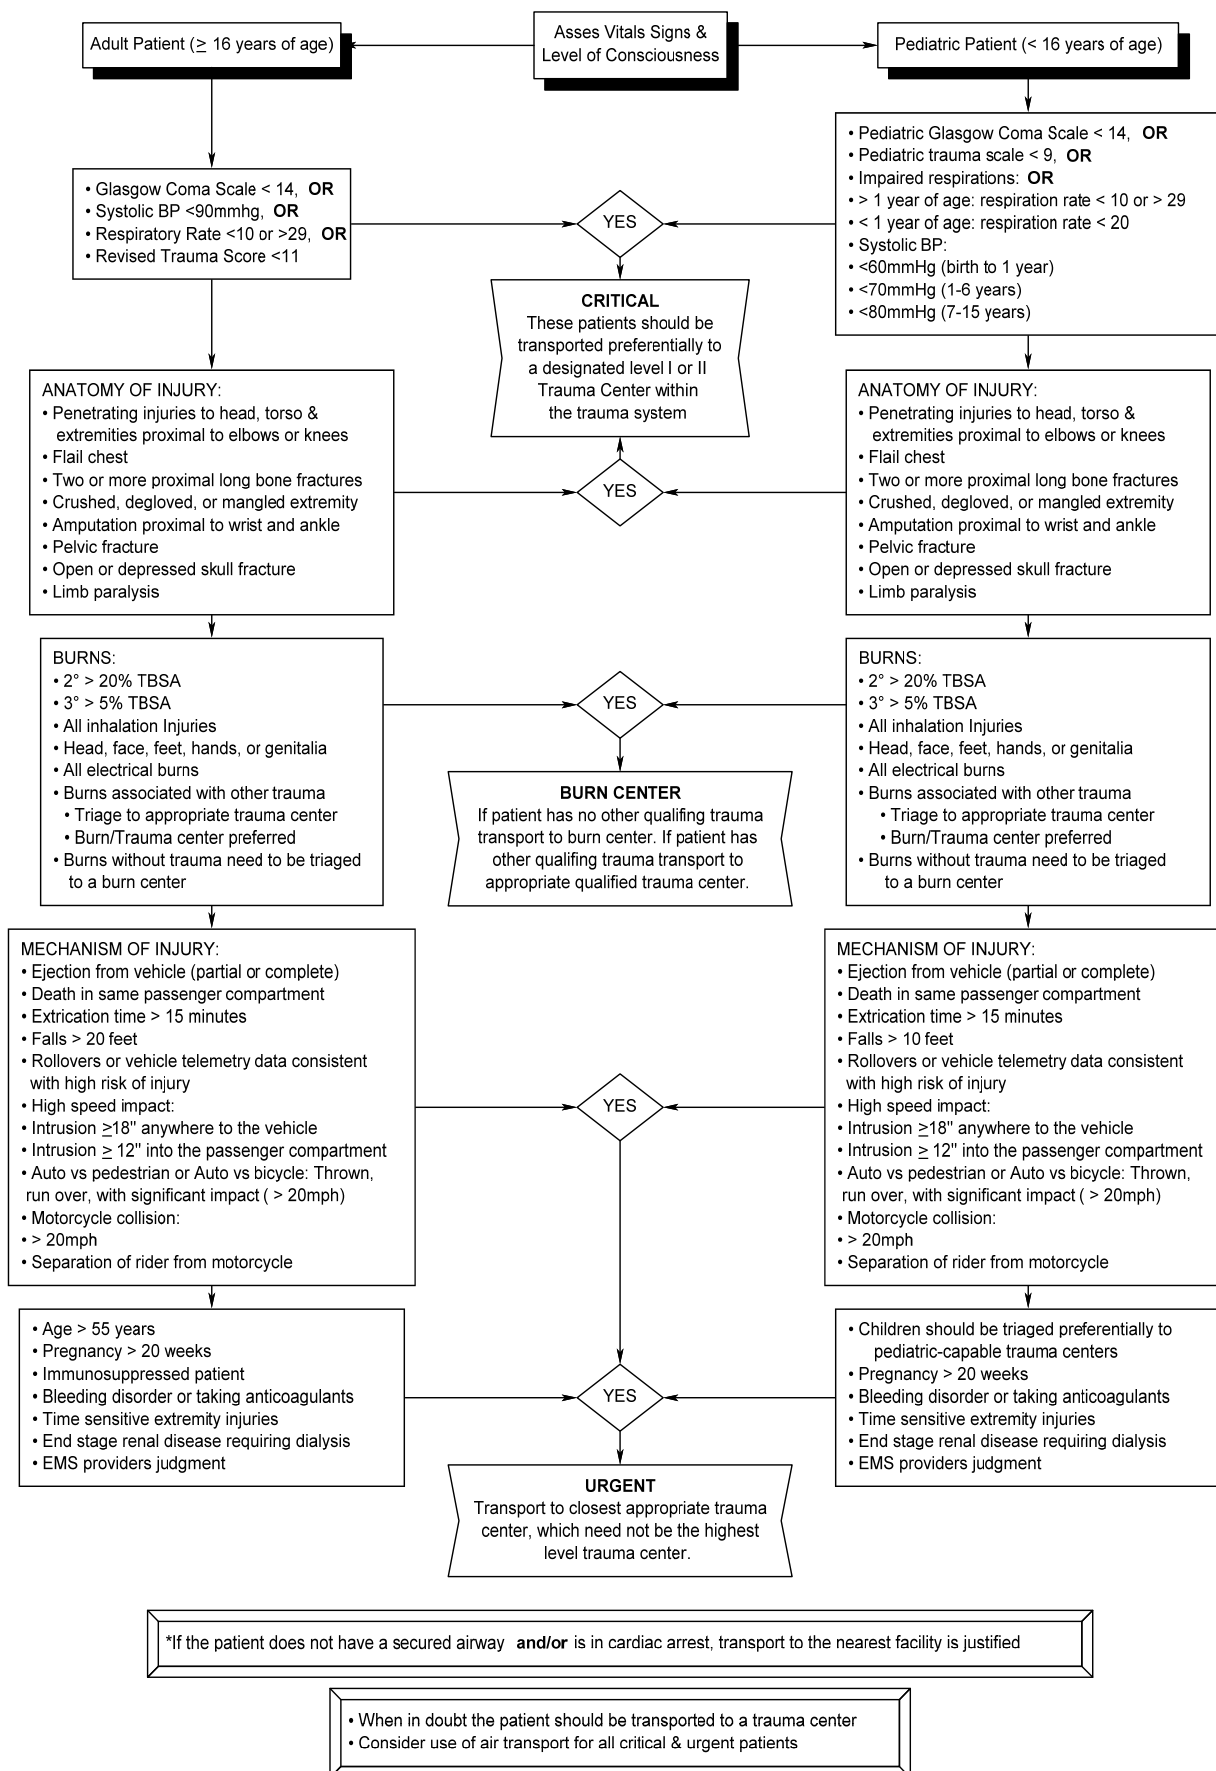 Asses Vitals Signs &
Level of Consciousness
Adult Patient (≥ 16 years of age)
Pediatric Patient (< 16 years of age)
• Glasgow Coma Scale < 14, OR
• Systolic BP <90mmhg, OR
• Respiratory Rate <10 or >29, OR
• Revised Trauma Score <11
YES
• Pediatric Glasgow Coma Scale < 14, OR
• Pediatric trauma scale < 9, OR
• Impaired respirations: OR
• > 1 year of age: respiration rate < 10 or > 29
• < 1 year of age: respiration rate < 20
• Systolic BP:
• <60mmHg (birth to 1 year)
• <70mmHg (1-6 years)
• <80mmHg (7-15 years)
CRITICAL
These patients should be
transported preferentially to
a designated level I or II
Trauma Center within
the trauma system
ANATOMY OF INJURY:
• Penetrating injuries to head, torso &
extremities proximal to elbows or knees
• Flail chest
• Two or more proximal long bone fractures
• Crushed, degloved, or mangled extremity
• Amputation proximal to wrist and ankle
• Pelvic fracture
• Open or depressed skull fracture
• Limb paralysis
YES
ANATOMY OF INJURY:
• Penetrating injuries to head, torso &
extremities proximal to elbows or knees
• Flail chest
• Two or more proximal long bone fractures
• Crushed, degloved, or mangled extremity
• Amputation proximal to wrist and ankle
• Pelvic fracture
• Open or depressed skull fracture
• Limb paralysis
BURNS:
• 2° > 20% TBSA
• 3° > 5% TBSA
• All inhalation Injuries
• Head, face, feet, hands, or genitalia
• All electrical burns
• Burns associated with other trauma
• Triage to appropriate trauma center
• Burn/Trauma center preferred
• Burns without trauma need to be triaged
to a burn center
YES
BURN CENTER
If patient has no other qualifing trauma
transport to burn center. If patient has
other qualifing trauma transport to
appropriate qualified trauma center.
BURNS:
• 2° > 20% TBSA
• 3° > 5% TBSA
• All inhalation Injuries
• Head, face, feet, hands, or genitalia
• All electrical burns
• Burns associated with other trauma
• Triage to appropriate trauma center
• Burn/Trauma center preferred
• Burns without trauma need to be triaged
to a burn center
MECHANISM OF INJURY:
• Ejection from vehicle (partial or complete)
• Death in same passenger compartment
• Extrication time > 15 minutes
• Falls > 20 feet
• Rollovers or vehicle telemetry data consistent
with high risk of injury
• High speed impact:
• Intrusion ≥18" anywhere to the vehicle
• Intrusion ≥ 12" into the passenger compartment
• Auto vs pedestrian or Auto vs bicycle: Thrown,
run over, with significant impact ( > 20mph)
• Motorcycle collision:
• > 20mph
• Separation of rider from motorcycle
YES
MECHANISM OF INJURY:
• Ejection from vehicle (partial or complete)
• Death in same passenger compartment
• Extrication time > 15 minutes
• Falls > 10 feet
• Rollovers or vehicle telemetry data consistent
with high risk of injury
• High speed impact:
• Intrusion ≥18" anywhere to the vehicle
• Intrusion ≥ 12" into the passenger compartment
• Auto vs pedestrian or Auto vs bicycle: Thrown,
run over, with significant impact ( > 20mph)
• Motorcycle collision:
• > 20mph
• Separation of rider from motorcycle
• Age > 55 years
• Pregnancy > 20 weeks
• Immunosuppressed patient
• Bleeding disorder or taking anticoagulants
• Time sensitive extremity injuries
• End stage renal disease requiring dialysis
• EMS providers judgment
YES
• Children should be triaged preferentially to
pediatric-capable trauma centers
• Pregnancy > 20 weeks
• Bleeding disorder or taking anticoagulants
• Time sensitive extremity injuries
• End stage renal disease requiring dialysis
• EMS providers judgment
URGENT
Transport to closest appropriate trauma
center, which need not be the highest
level trauma center.
*If the patient does not have a secured airway and/or is in cardiac arrest, transport to the nearest facility is justified
• When in doubt the patient should be transported to a trauma center
• Consider use of air transport for all critical & urgent patients